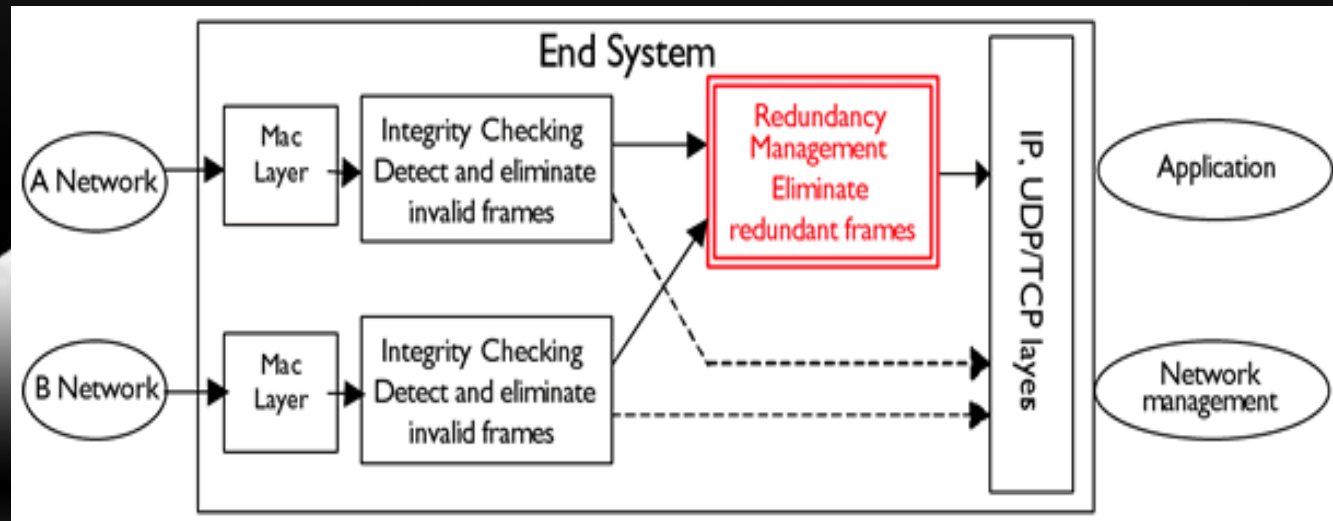 End System
A Network
Mac
Layer
Integrity Checking
Detect and eliminate
invalid frames
Redundancy
Management
Eliminate
redundant frames
IP, UDP/TCP layes
Application
B Network
Mac
Layer
Integrity Checking
Detect and eliminate
invalid frames
Network
management